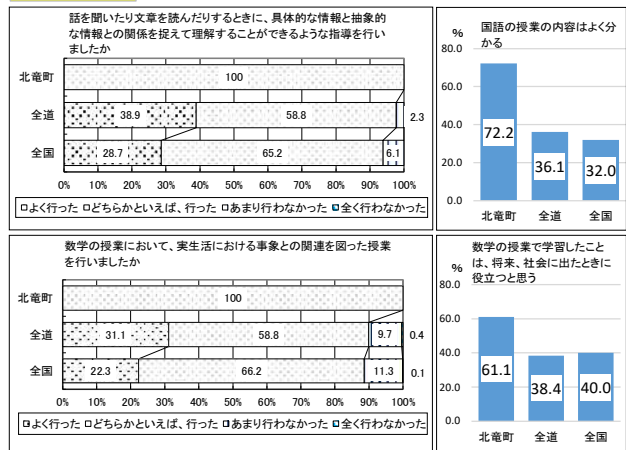 話を聞いたり文章を読んだりするときに、具体的な情報と抽象的
な情報との関係を捉えて理解することができるような指導を行い
ましたか
北竜町
100
全道
38.9
58.8
2.3
全国
28.7
65.2
6.1
0% 10% 20% 30% 40% 50% 60% 70% 80% 90% 100%
よく行った どちらかといえば、行った あまり行わなかった 全く行わなかった
国語の授業の内容はよく分
かる
%
80.0
60.0
40.0
20.0
0.0
72.2
36.1
32.0
北竜町 全道 全国
数学の授業において、実生活における事象との関連を図った授業
を行いましたか
北竜町
100
全道
31.1
58.8
9.7
0.4
全国
22.3
66.2
11.3
0.1
0% 10% 20% 30% 40% 50% 60% 70% 80% 90% 100%
よく行った どちらかといえば、行った あまり行わなかった 全く行わなかった
数学の授業で学習したこと
は、将来、社会に出たときに
役立つと思う
%
80.0
60.0
40.0
20.0
0.0
61.1
38.4
40.0
北竜町 全道 全国